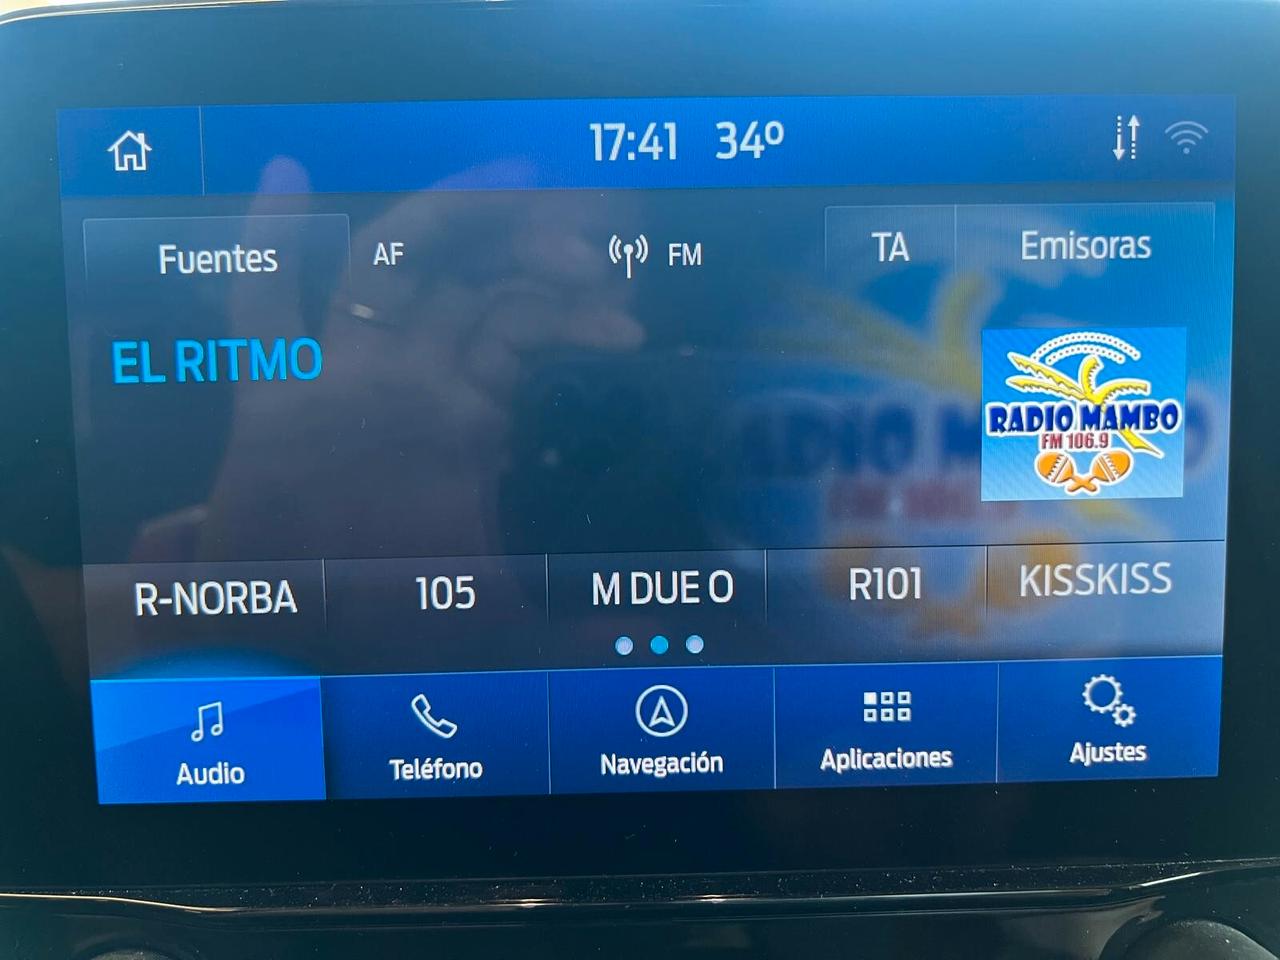 17:41 34º
Fuentes AF FM TA Emisoras
EL RITMO
RADIO MAMBO
FM 106.9
R-NORBA 105 M DUE O R101 KISSKISS
Audio Teléfono Navegación Aplicaciones Ajustes